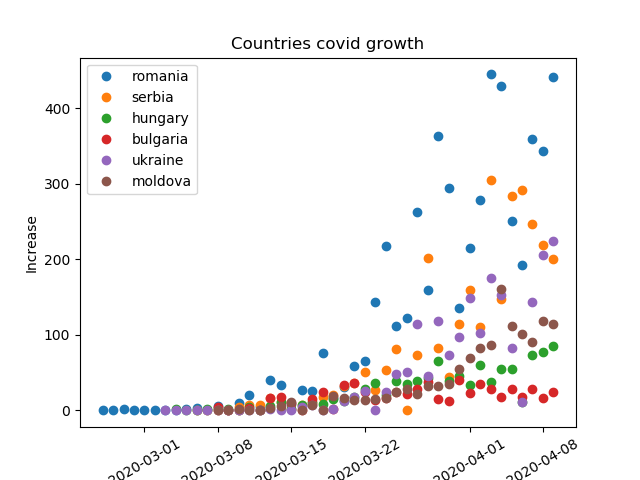 Countries covid growth
romania
serbia
hungary
bulgaria
ukraine
moldova
Increase
400
300
200
100
0
2020-03-01
2020-03-08
2020-03-15
2020-03-22
2020-04-01
2020-04-08